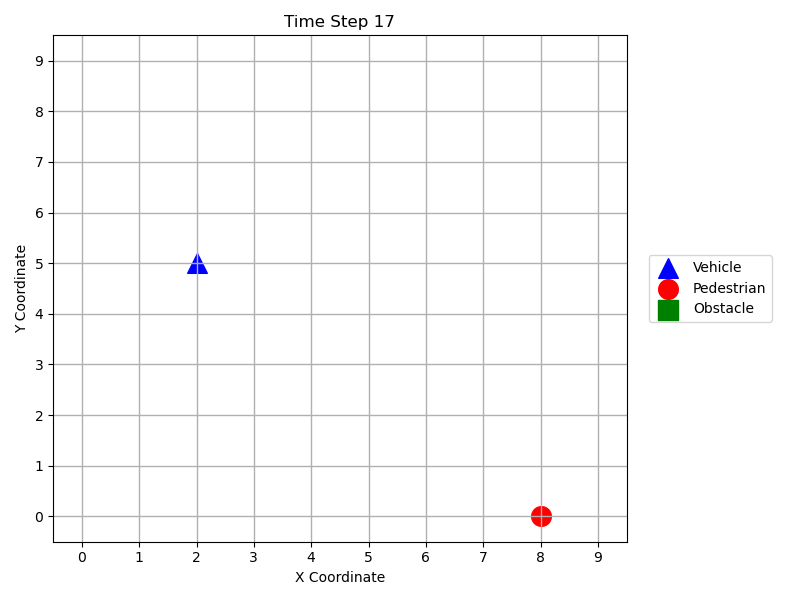 Time Step 17
Y Coordinate
9
8
7
6
5
4
3
2
1
0
0 1 2 3 4 5 6 7 8 9
X Coordinate
Vehicle
Pedestrian
Obstacle